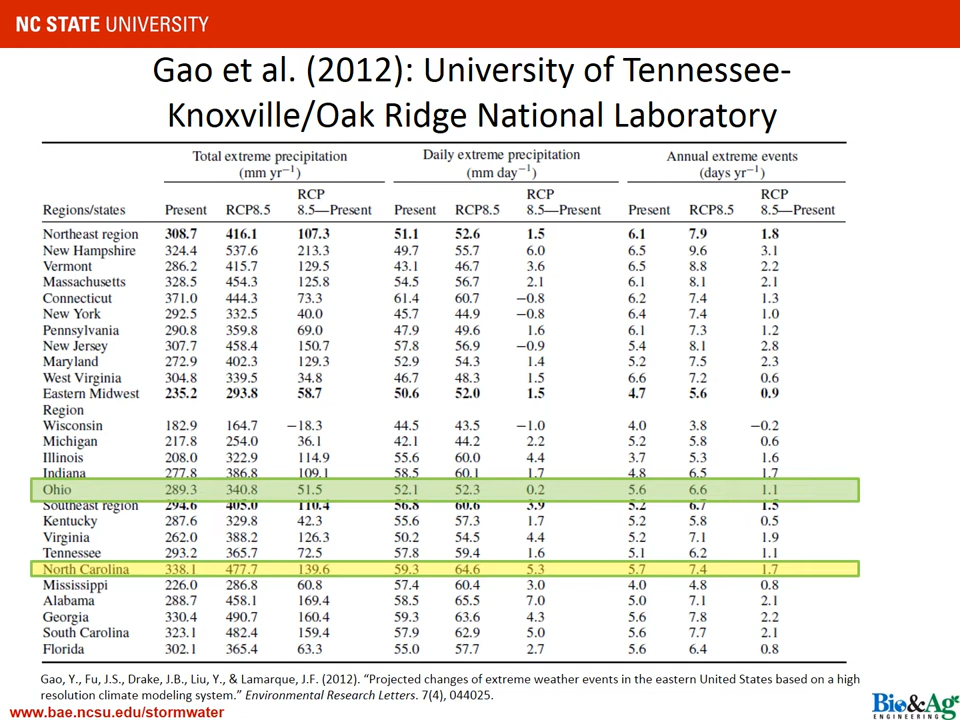 NC STATE UNIVERSITY
Gao et al. (2012): University of Tennessee-
Knoxville/Oak Ridge National Laboratory
Total extreme precipitation Daily extreme precipitation Annual extreme events
(mm yr−1) (mm day−1) (days yr−1)
RCP RCP RCP
Regions/states Present RCP8.5 8.5—Present Present RCP8.5 8.5—Present Present RCP8.5 8.5—Present
Northeast region 308.7 416.1 107.3 51.1 52.6 1.5 6.1 7.9 1.8
New Hampshire 324.4 537.6 213.3 49.7 55.7 6.0 6.5 9.6 3.1
Vermont 286.2 415.7 129.5 43.1 46.7 3.6 6.5 8.8 2.2
Massachusetts 328.5 454.3 125.8 54.5 56.7 2.1 6.1 8.1 2.1
Connecticut 371.0 444.3 73.3 61.4 60.7 −0.8 6.2 7.4 1.3
New York 292.5 332.5 40.0 45.7 44.9 −0.8 6.4 7.4 1.0
Pennsylvania 290.8 359.8 69.0 47.9 49.6 1.6 6.1 7.3 1.2
New Jersey 307.7 458.4 150.7 57.8 56.9 −0.9 5.4 8.1 2.8
Maryland 272.9 402.3 129.3 52.9 54.3 1.4 5.2 7.5 2.3
West Virginia 304.8 339.5 34.8 46.7 48.3 1.5 6.6 7.2 0.6
Eastern Midwest 235.2 293.8 58.7 50.6 52.0 1.5 4.7 5.6 0.9
Region
Wisconsin 182.9 164.7 −18.3 44.5 43.5 −1.0 4.0 3.8 −0.2
Michigan 217.8 254.0 36.1 42.1 44.2 2.2 5.2 5.8 0.6
Illinois 208.0 322.9 114.9 55.6 60.0 4.4 3.7 5.3 1.6
Indiana 277.8 386.8 109.1 58.5 60.1 1.7 4.8 6.5 1.7
Ohio 289.3 340.8 51.5 52.1 52.3 0.2 5.6 6.6 1.1
Southeast region 294.6 405.0 110.4 56.8 60.6 3.9 5.2 6.7 1.5
Kentucky 287.6 329.8 42.3 55.6 57.3 1.7 5.2 5.8 0.5
Virginia 262.0 388.2 126.3 50.2 54.5 4.4 5.2 7.1 1.9
Tennessee 293.2 365.7 72.5 57.8 59.4 1.6 5.1 6.2 1.1
North Carolina 338.1 477.7 139.6 59.3 64.6 5.3 5.7 7.4 1.7
Mississippi 226.0 286.8 60.8 57.4 60.4 3.0 4.0 4.8 0.8
Alabama 288.7 458.1 169.4 58.5 65.5 7.0 5.0 7.1 2.1
Georgia 330.4 490.7 160.4 59.3 63.6 4.3 5.6 7.8 2.2
South Carolina 323.1 482.4 159.4 57.9 62.9 5.0 5.6 7.7 2.1
Florida 302.1 365.4 63.3 55.0 57.7 2.7 5.6 6.4 0.8
Gao, Y., Fu, J.S., Drake, J.B., Liu, Y., & Lamarque, J.F. (2012). “Projected changes of extreme weather events in the eastern United States based on a high
resolution climate modeling system.” Environmental Research Letters. 7(4), 044025.
www.bae.ncsu.edu/stormwater
Bio&Ag
ENGINEERING